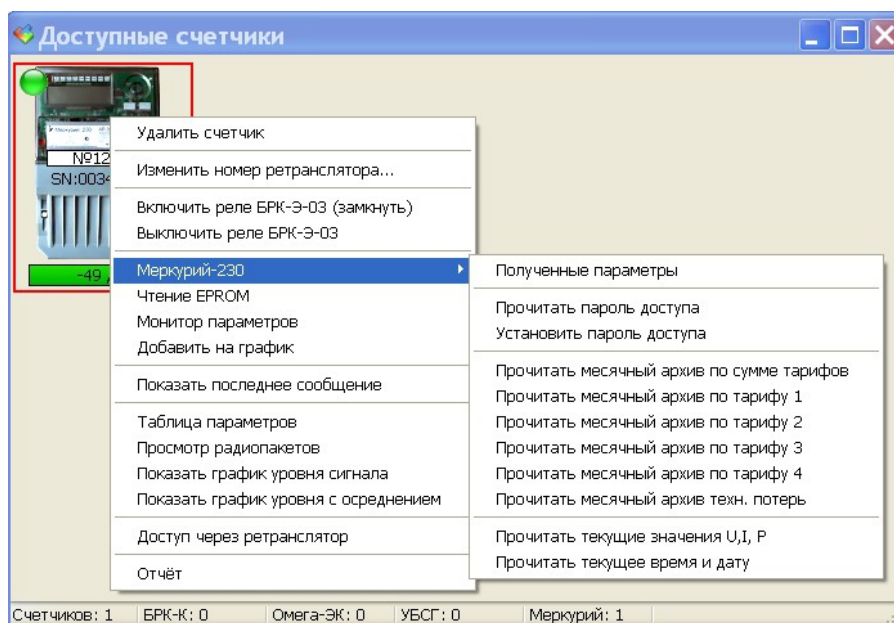 Доступные счетчики
№12
SN:0034
-49
Удалить счетчик
Изменить номер ретранслятора...
Включить реле БРК-Э-03 (замкнуть)
Выключить реле БРК-Э-03
Меркурий-230
Чтение EPROM
Монитор параметров
Добавить на график
Показать последнее сообщение
Таблица параметров
Просмотр радиопакетов
Показать график уровня сигнала
Показать график уровня с осреднением
Доступ через ретранслятор
Отчёт
Полученные параметры
Прочитать пароль доступа
Установить пароль доступа
Прочитать месячный архив по сумме тарифов
Прочитать месячный архив по тарифу 1
Прочитать месячный архив по тарифу 2
Прочитать месячный архив по тарифу 3
Прочитать месячный архив по тарифу 4
Прочитать месячный архив техн. потерь
Прочитать текущие значения U,I, P
Прочитать текущее время и дату
Счетчиков: 1 БРК-К: 0 Омега-ЭК: 0 УБСГ: 0 Меркурий: 1